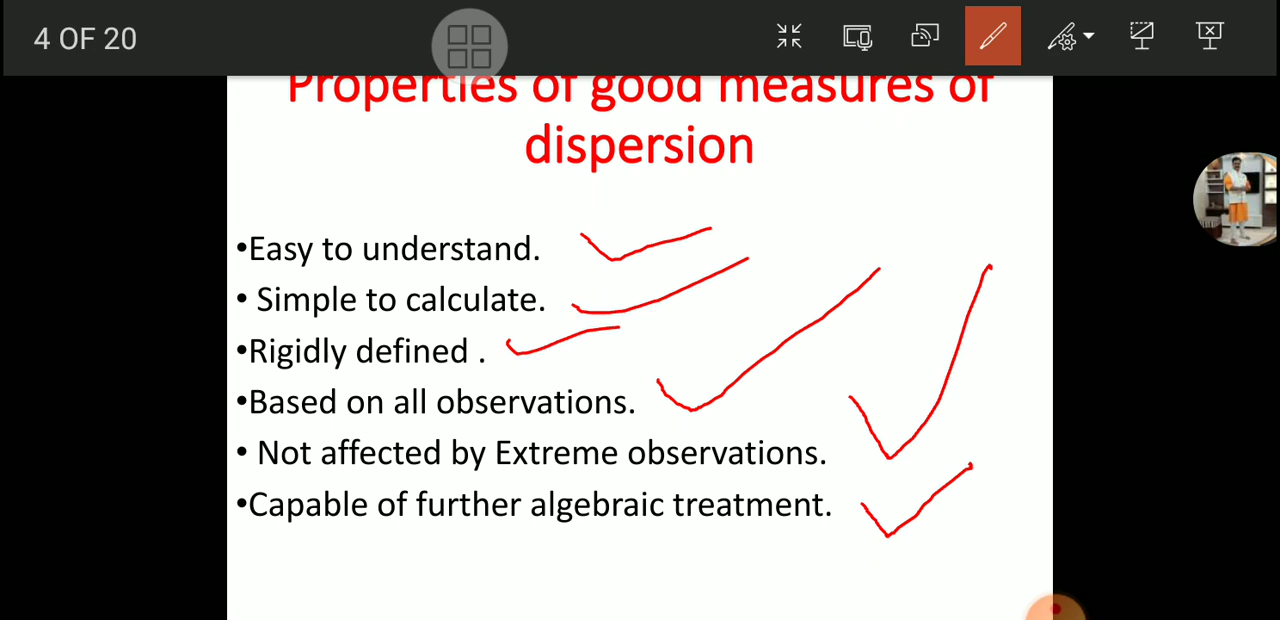 4 OF 20
Properties of good measures of
dispersion
•Easy to understand.
• Simple to calculate.
•Rigidly defined .
•Based on all observations.
• Not affected by Extreme observations.
•Capable of further algebraic treatment.